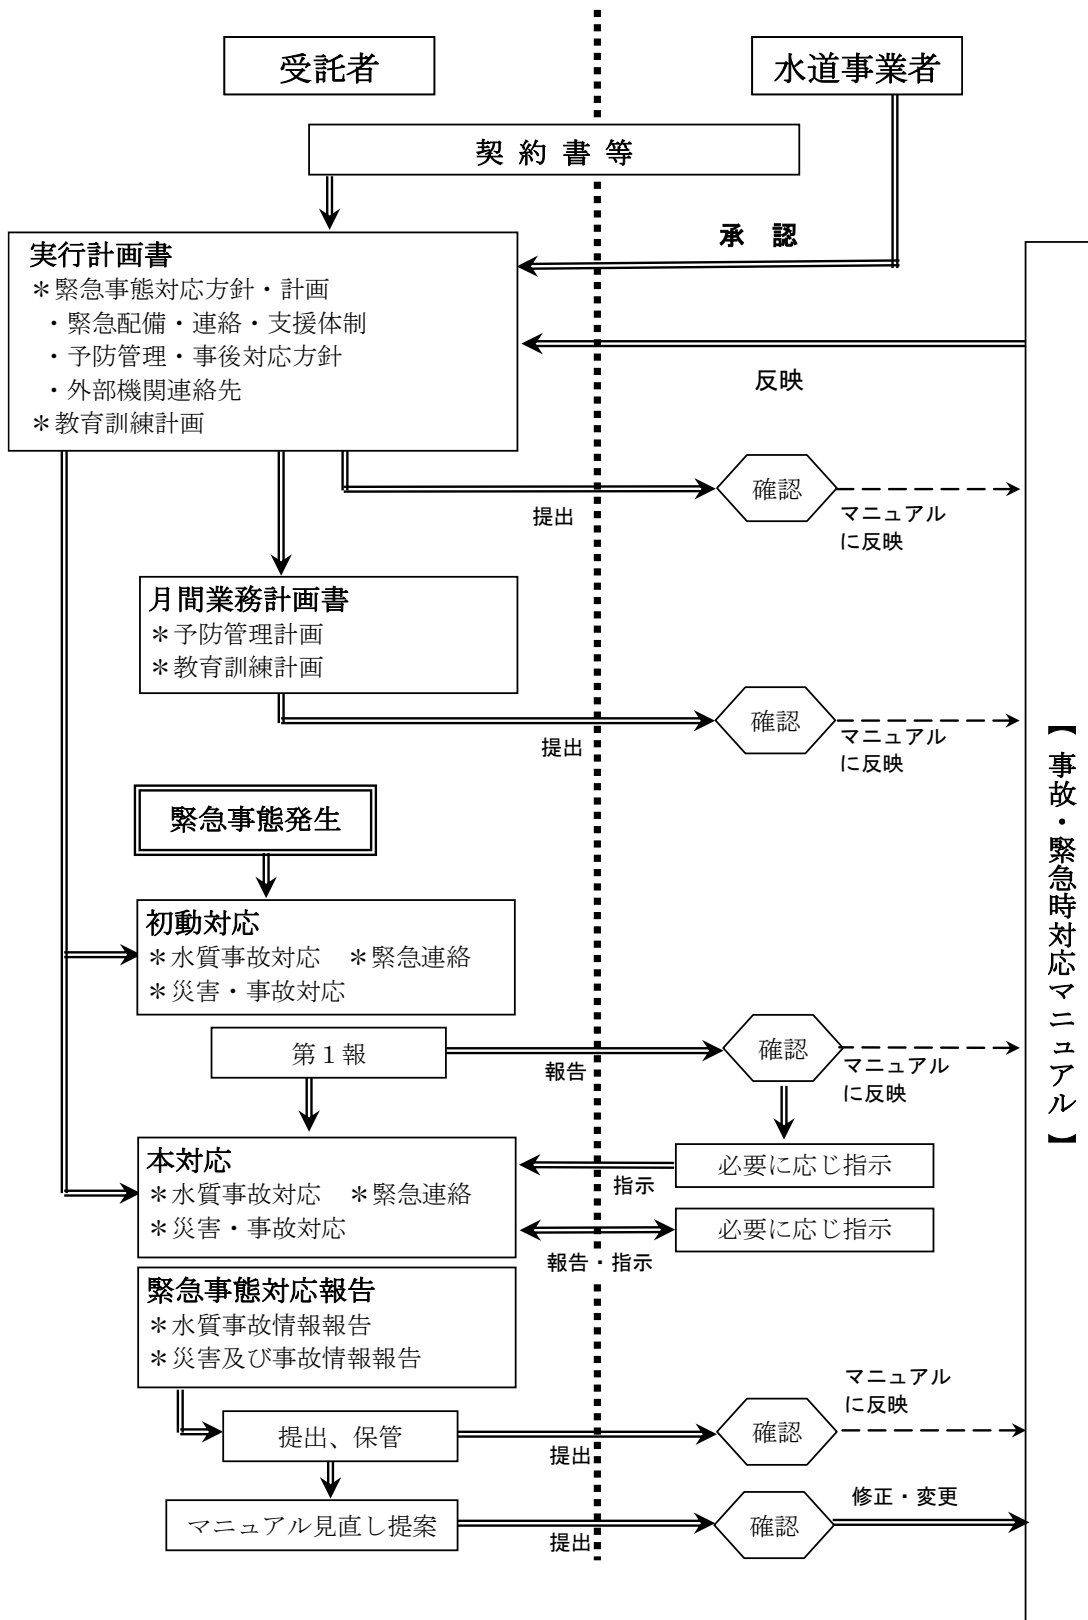 受託者
水道事業者
契 約 書 等
承　認
実行計画書
＊緊急事態対応方針・計画
・緊急配備・連絡・支援体制
・予防管理・事後対応方針
・外部機関連絡先
＊教育訓練計画
反映
確認
提出
マニュアル
に反映
月間業務計画書
＊予防管理計画
＊教育訓練計画
確認
提出
マニュアル
に反映
【事故・緊急時対応マニュアル】
緊急事態発生
初動対応
＊水質事故対応　＊緊急連絡
＊災害・事故対応
第１報
報告
確認
マニュアル
に反映
本対応
＊水質事故対応　＊緊急連絡
＊災害・事故対応
必要に応じ指示
指示
必要に応じ指示
報告・指示
緊急事態対応報告
＊水質事故情報報告
＊災害及び事故情報報告
マニュアル
に反映
提出、保管
提出
確認
マニュアル見直し提案
提出
確認
修正・変更